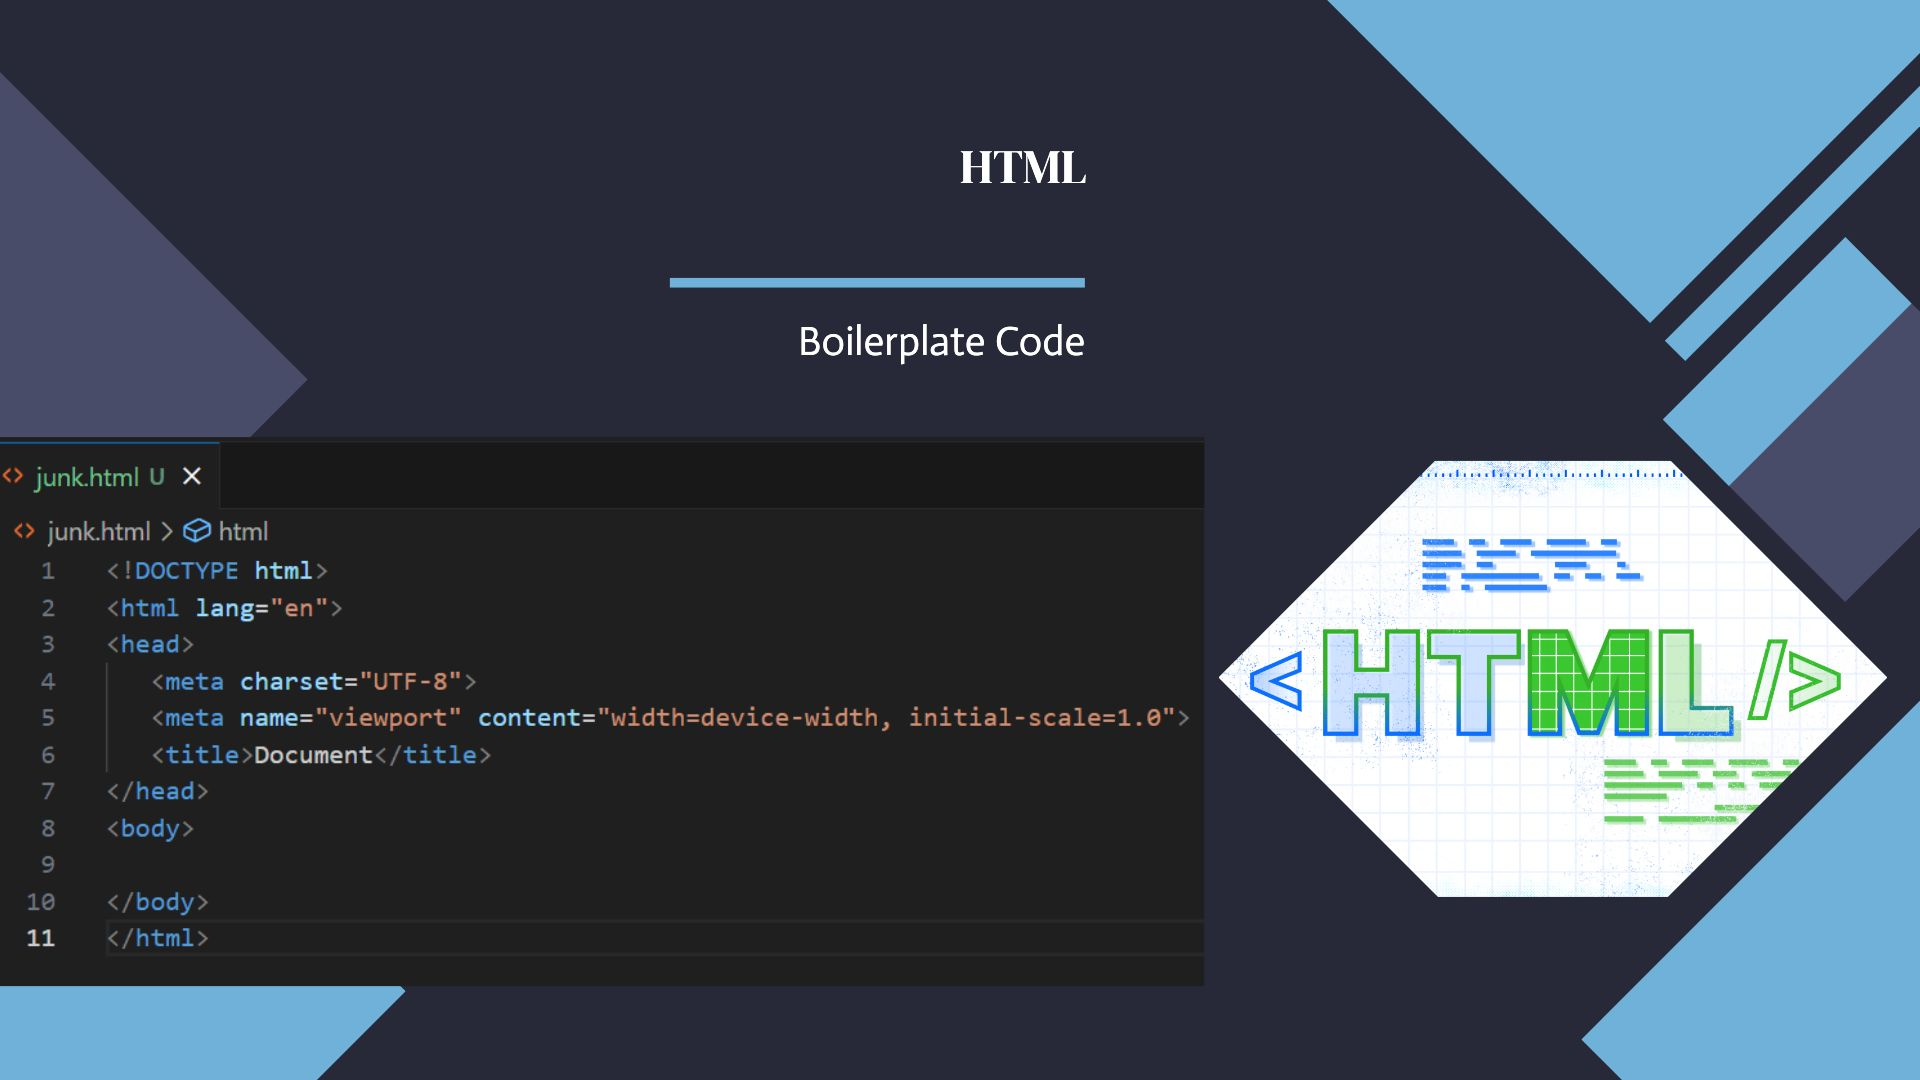 HTML
Boilerplate Code
junk.html U
junk.html > html
1 <!DOCTYPE html>
2 <html lang="en">
3 <head>
4 <meta charset="UTF-8">
5 <meta name="viewport" content="width=device-width, initial-scale=1.0">
6 <title>Document</title>
7 </head>
8 <body>
9
10 </body>
11 </html>
<HTML/>